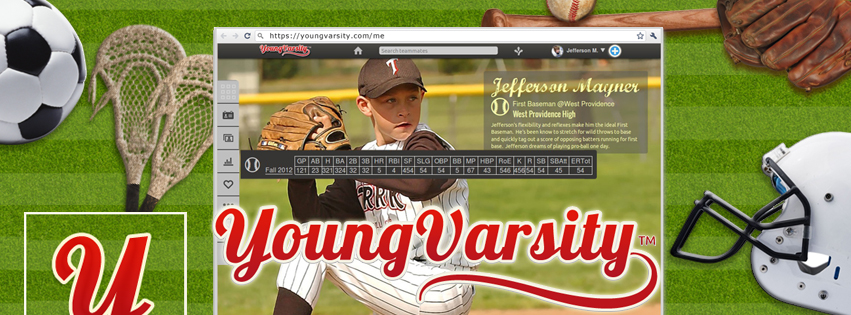 https://youngvarsity.com/me
YoungVarsity
Search teammates
Jefferson M.
Jefferson Magner
First Baseman @West Providence
West Providence High
Jefferson's flexibility and reflexes make him the ideal First
Baseman. He's been know to stretch for wild throws to base
and quickly tag out a score of opposing batters running for first
base. Jefferson dreams of playing pro-ball one day.
GP AB H BA 2B 3B HR RBI SF SLG OBP BB MP HBP RoE K R SB SBAtt ERTot
Fall 2012 121 23 321 324 32 32 5 4 454 54 54 5 67 43 546 456 54 54 45 54
T
YoungVarsity™
Y